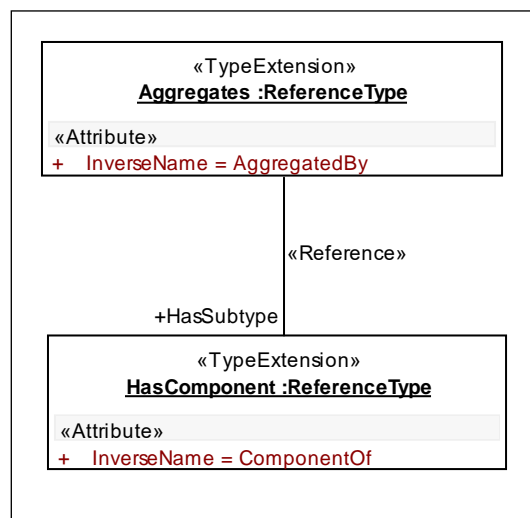 «TypeExtension»
Aggregates :ReferenceType
«Attribute»
+ InverseName = AggregatedBy
«Reference»
+HasSubtype
«TypeExtension»
HasComponent :ReferenceType
«Attribute»
+ InverseName = ComponentOf